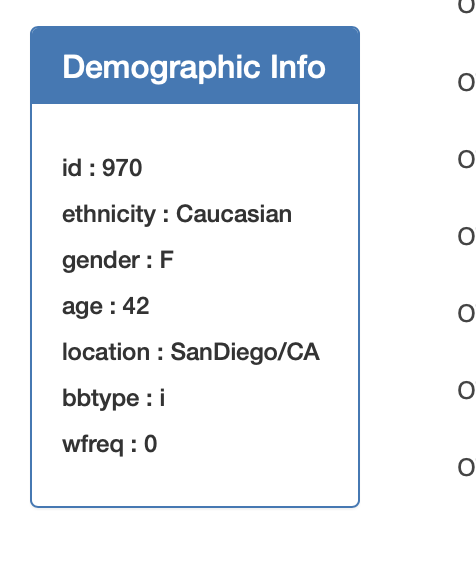 Demographic Info
id : 970
ethnicity : Caucasian
gender : F
age : 42
location : SanDiego/CA
bbtype : i
wfreq : 0